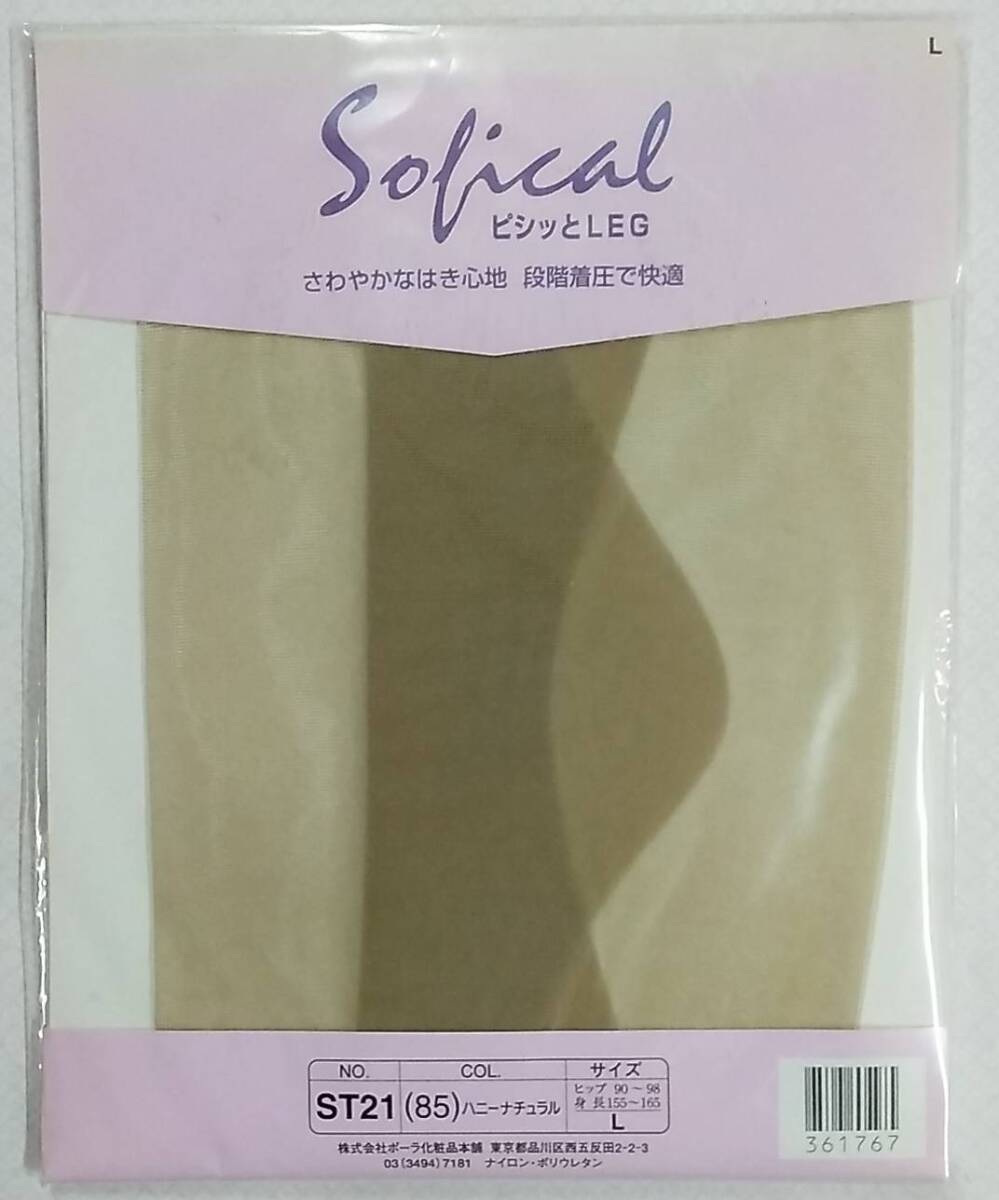 L
Sofical
ピシッとLEG
さわやかなはき心地 段階着圧で快適
NO. COL. サイズ
ST21 (85)ハニーナチュラル ヒップ 90～98
身長155～165
L
株式会社ポーラ化粧品本舗 東京都品川区西五反田2-2-3
03(3494)7181 ナイロン・ポリウレタン
361767